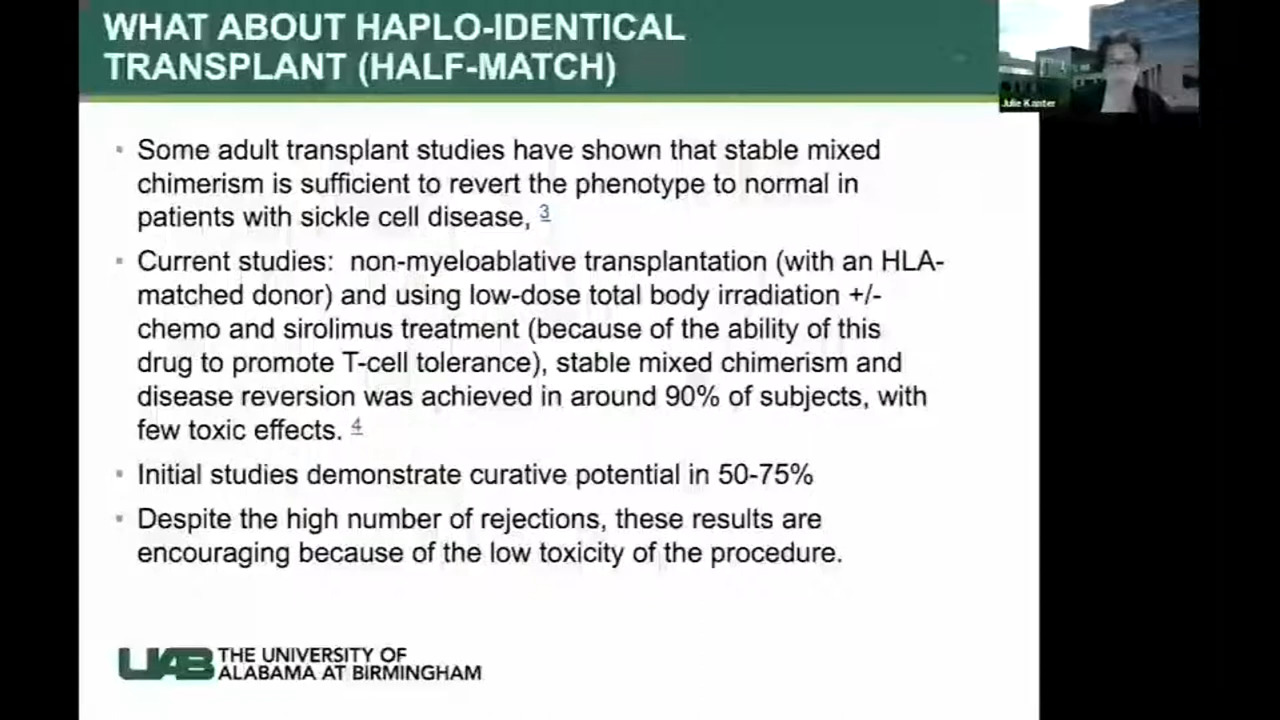 WHAT ABOUT HAPLO-IDENTICAL
TRANSPLANT (HALF-MATCH)
Julie Kanter
Some adult transplant studies have shown that stable mixed
chimerism is sufficient to revert the phenotype to normal in
patients with sickle cell disease, 3
Current studies: non-myeloablative transplantation (with an HLA-
matched donor) and using low-dose total body irradiation +/-
chemo and sirolimus treatment (because of the ability of this
drug to promote T-cell tolerance), stable mixed chimerism and
disease reversion was achieved in around 90% of subjects, with
few toxic effects. 4
Initial studies demonstrate curative potential in 50-75%
Despite the high number of rejections, these results are
encouraging because of the low toxicity of the procedure.
UAB THE UNIVERSITY OF
ALABAMA AT BIRMINGHAM